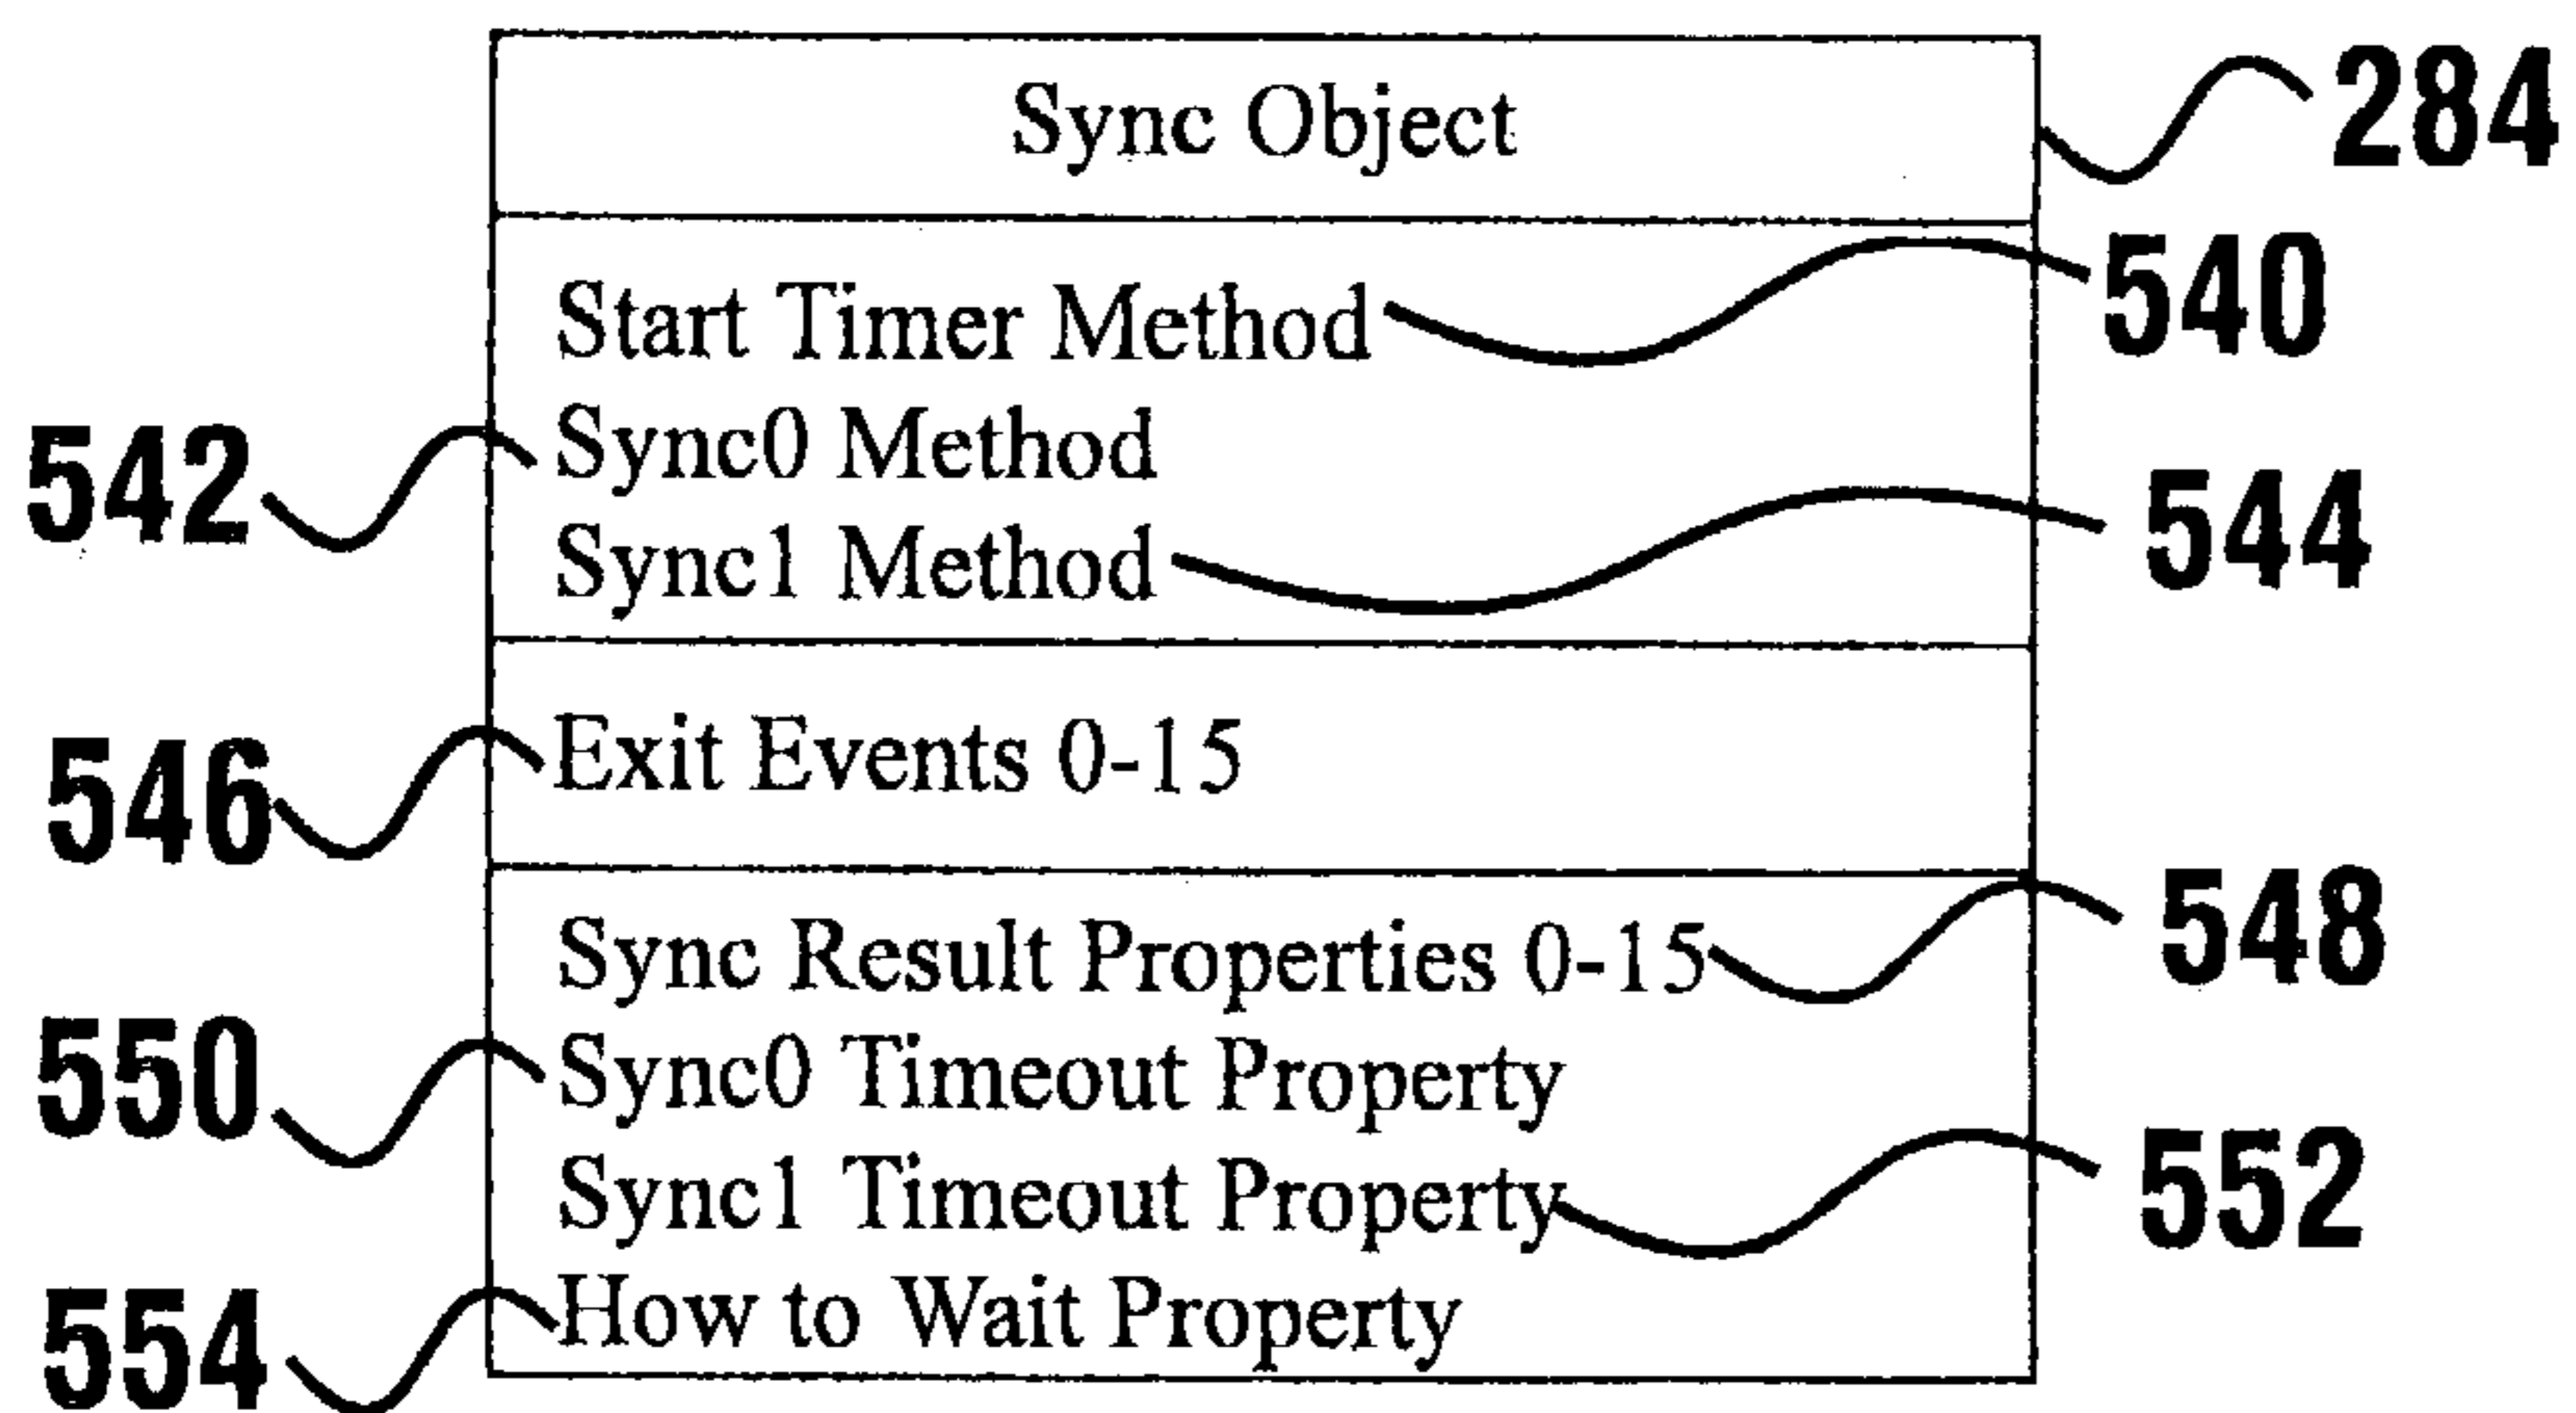 Sync Object 284
Start Timer Method 540
542 Sync0 Method
Sync1 Method 544
546 Exit Events 0-15
Sync Result Properties 0-15 548
550 Sync0 Timeout Property
Sync1 Timeout Property 552
554 How to Wait Property